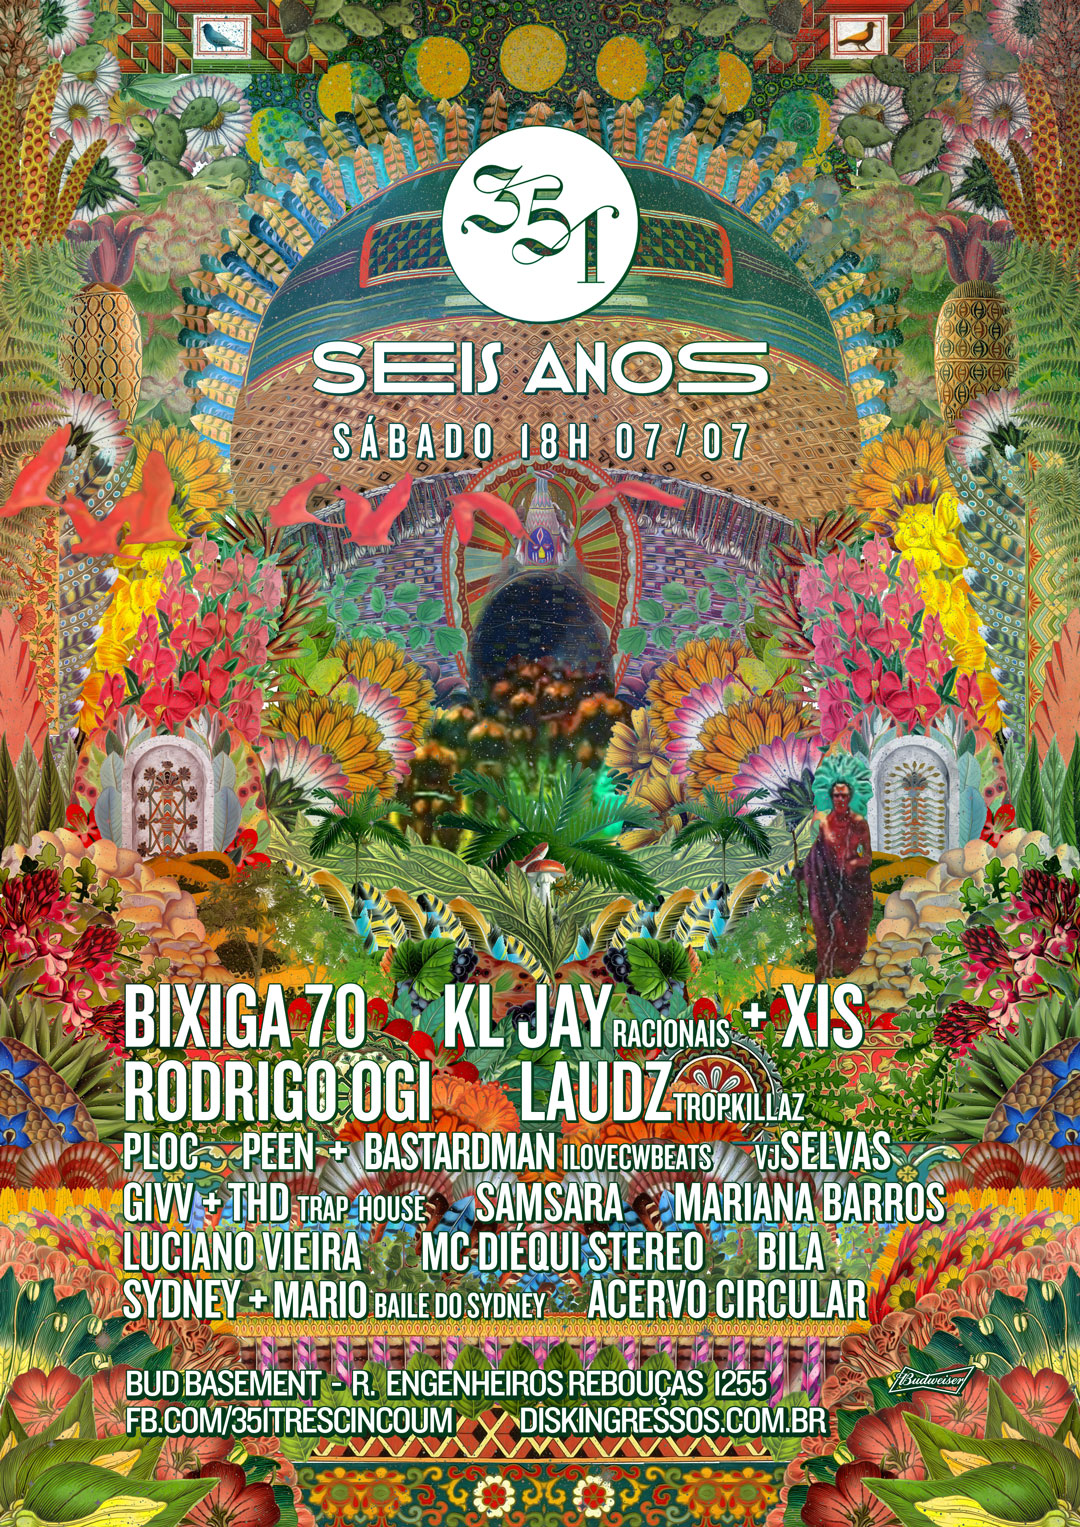 351
SEIS ANOS
SÁBADO 18H 07/07
BIXIGA 70 KL JAY RACIONAIS + XIS
RODRIGO OGI LAUDZ TROPKILLAZ
PLOC PEEN + BASTARDMAN ILOVECWBEATS VJ SELVAS
GIVV + THD TRAP HOUSE SAMSARA MARIANA BARROS
LUCIANO VIEIRA MC DIÉQUI STEREO BILA
SYDNEY + MARIO BAILE DO SYDNEY ACERVO CIRCULAR
BUD BASEMENT - R. ENGENHEIROS REBOUÇAS 1255
Budweiser
FB.COM/351TRESCINCOUM DISKINGRESSOS.COM.BR